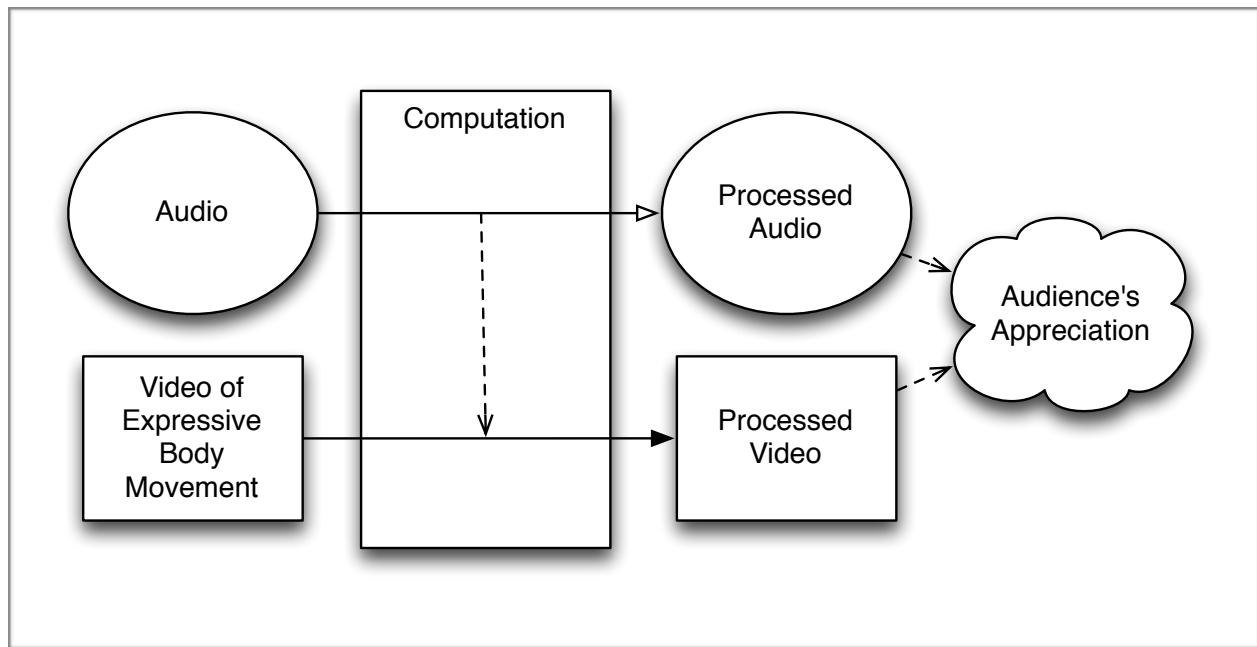 Computation
Audio
Processed
Audio
Audience's
Appreciation
Video of
Expressive
Body
Movement
Processed
Video